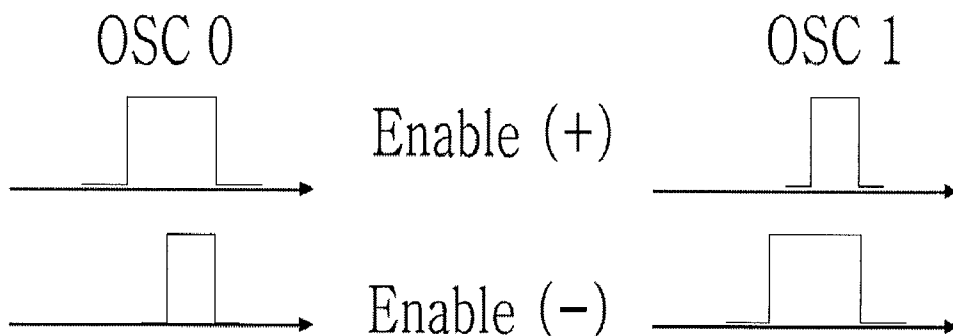 OSC 0
OSC 1
Enable (+)
Enable (−)